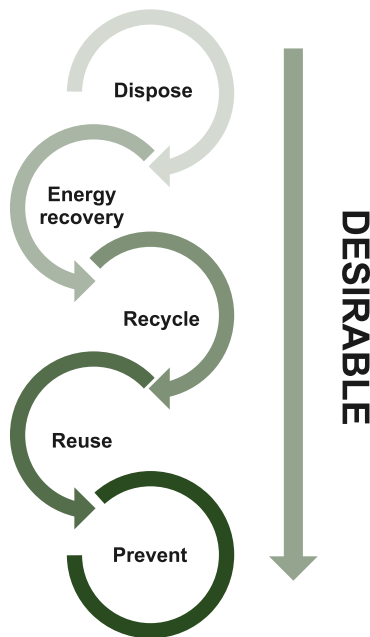 Dispose
Energy
recovery
Recycle
Reuse
Prevent
DESIRABLE